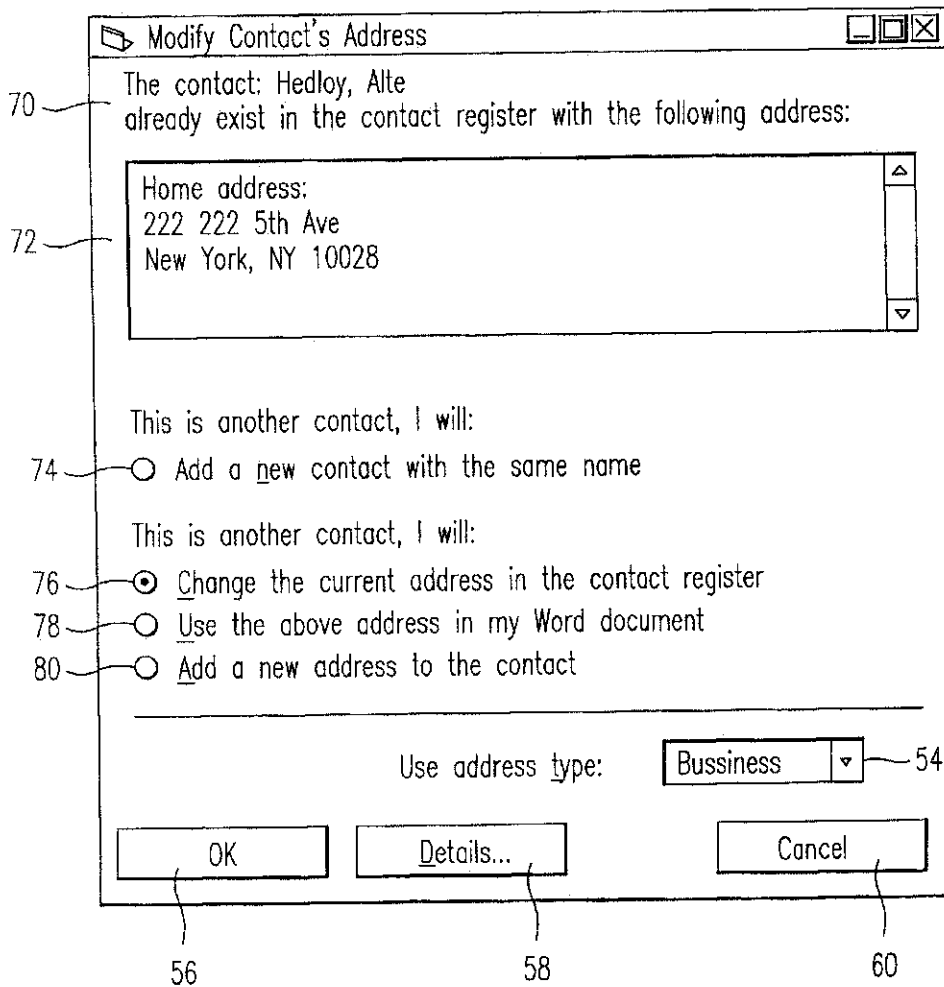 Modify Contact's Address
70
The contact: Hedloy, Alte
already exist in the contact register with the following address:
72
Home address:
222 222 5th Ave
New York, NY 10028
This is another contact, I will:
74
Add a new contact with the same name
This is another contact, I will:
76
Change the current address in the contact register
78
Use the above address in my Word document
80
Add a new address to the contact
Use address type:
Bussiness
54
OK
Details...
Cancel
56
58
60